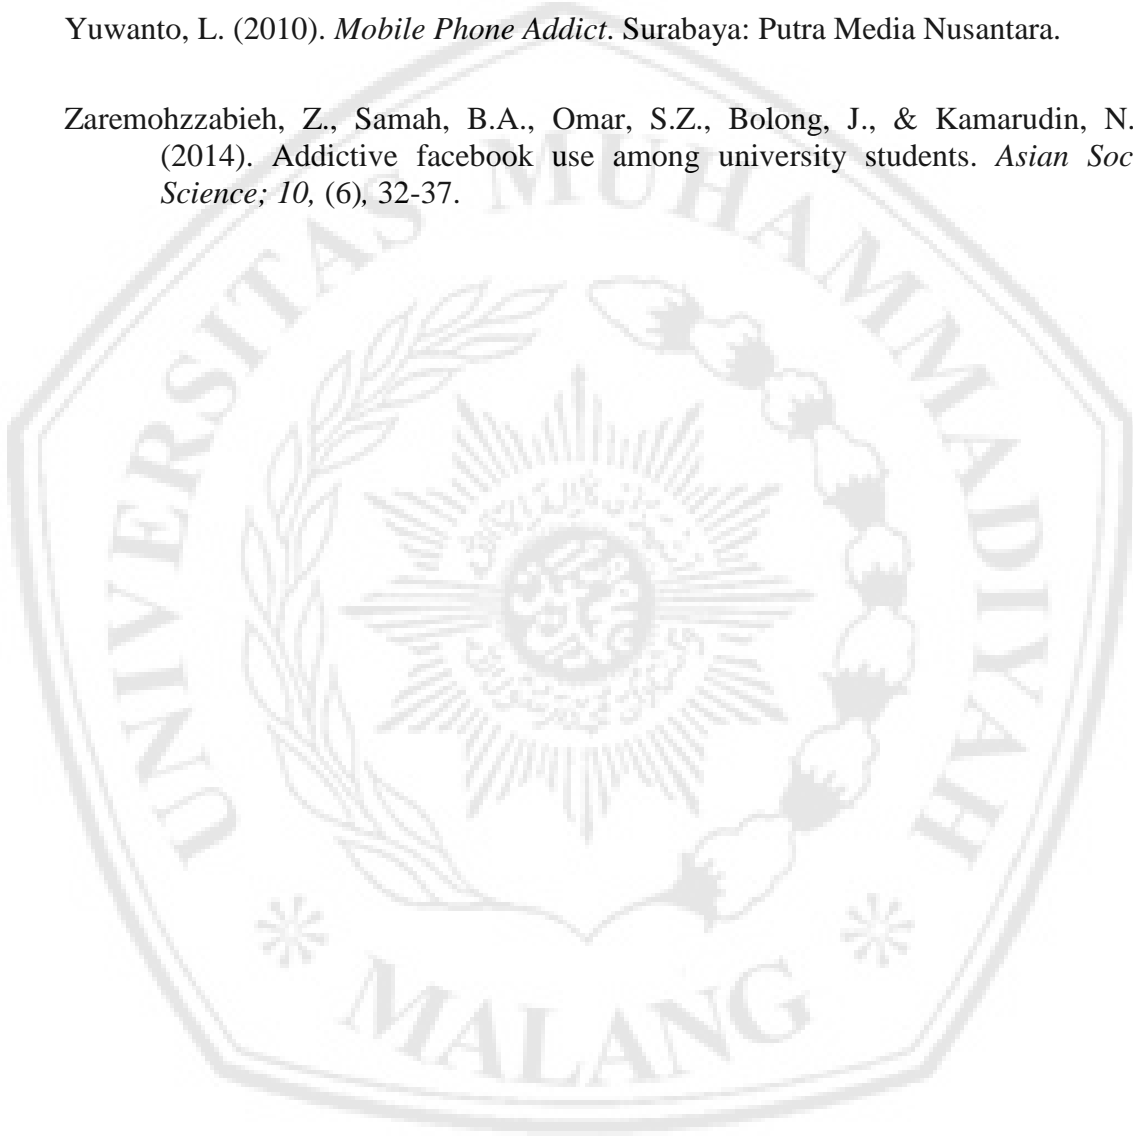 Yuwanto, L. (2010). Mobile Phone Addict. Surabaya: Putra Media Nusantara.
Zaremohzzabieh, Z., Samah, B.A., Omar, S.Z., Bolong, J., & Kamarudin, N.
(2014). Addictive facebook use among university students. Asian Soc
Science; 10, (6), 32-37.
UNIVERSITAS MUHAMMADIYAH
MALANG